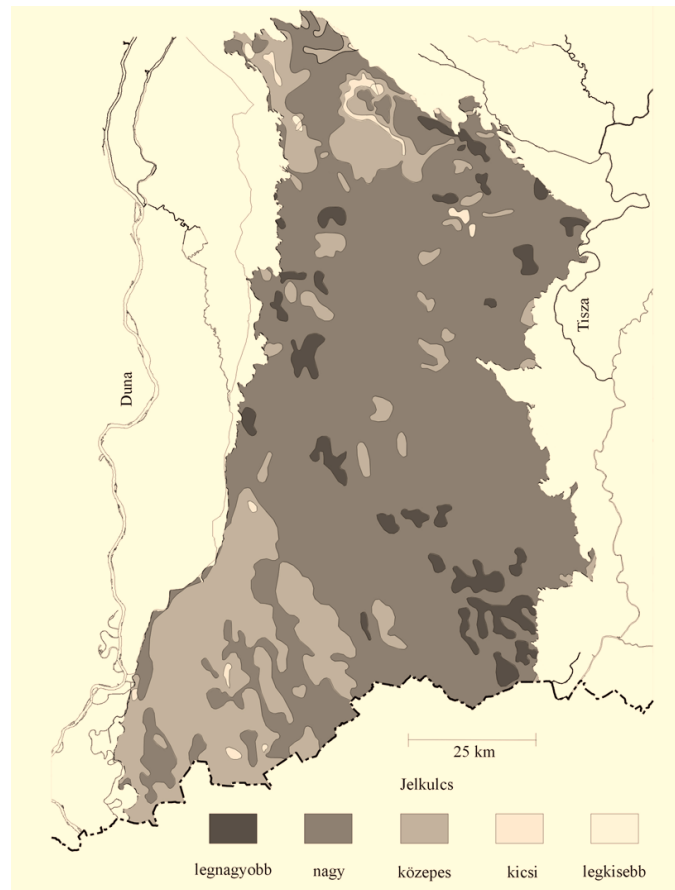 Duna
Tisza
25 km
Jelkulcs
legnagyobb
nagy
közepes
kicsi
legkisebb